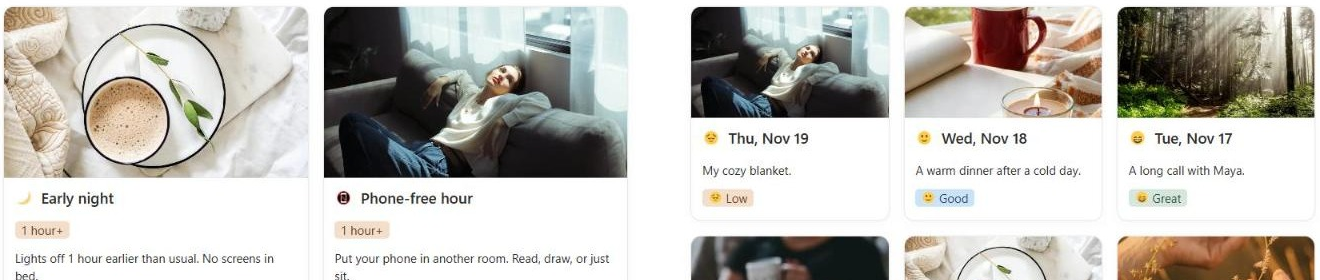 Early night
1 hour+
Lights off 1 hour earlier than usual. No screens in
bed.
Phone-free hour
1 hour+
Put your phone in another room. Read, draw, or just
sit.
Thu, Nov 19
My cozy blanket.
Low
Wed, Nov 18
A warm dinner after a cold day.
Good
Tue, Nov 17
A long call with Maya.
Great